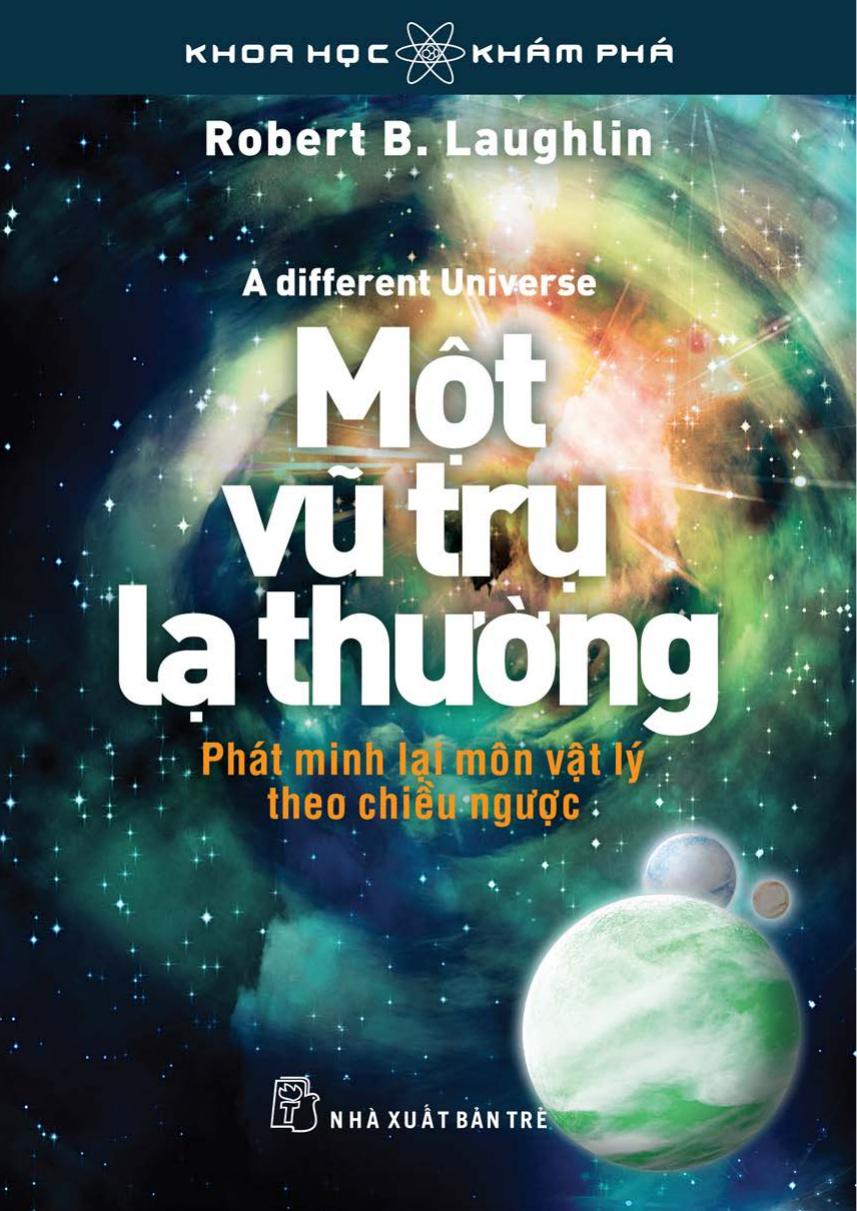 KHOA HỌC KHÁM PHÁ
Robert B. Laughlin
A different Universe
Một
vũ trụ
lạ thường
Phát minh lại môn vật lý
theo chiều ngược
T
NHÀ XUẤT BẢN TRẺ